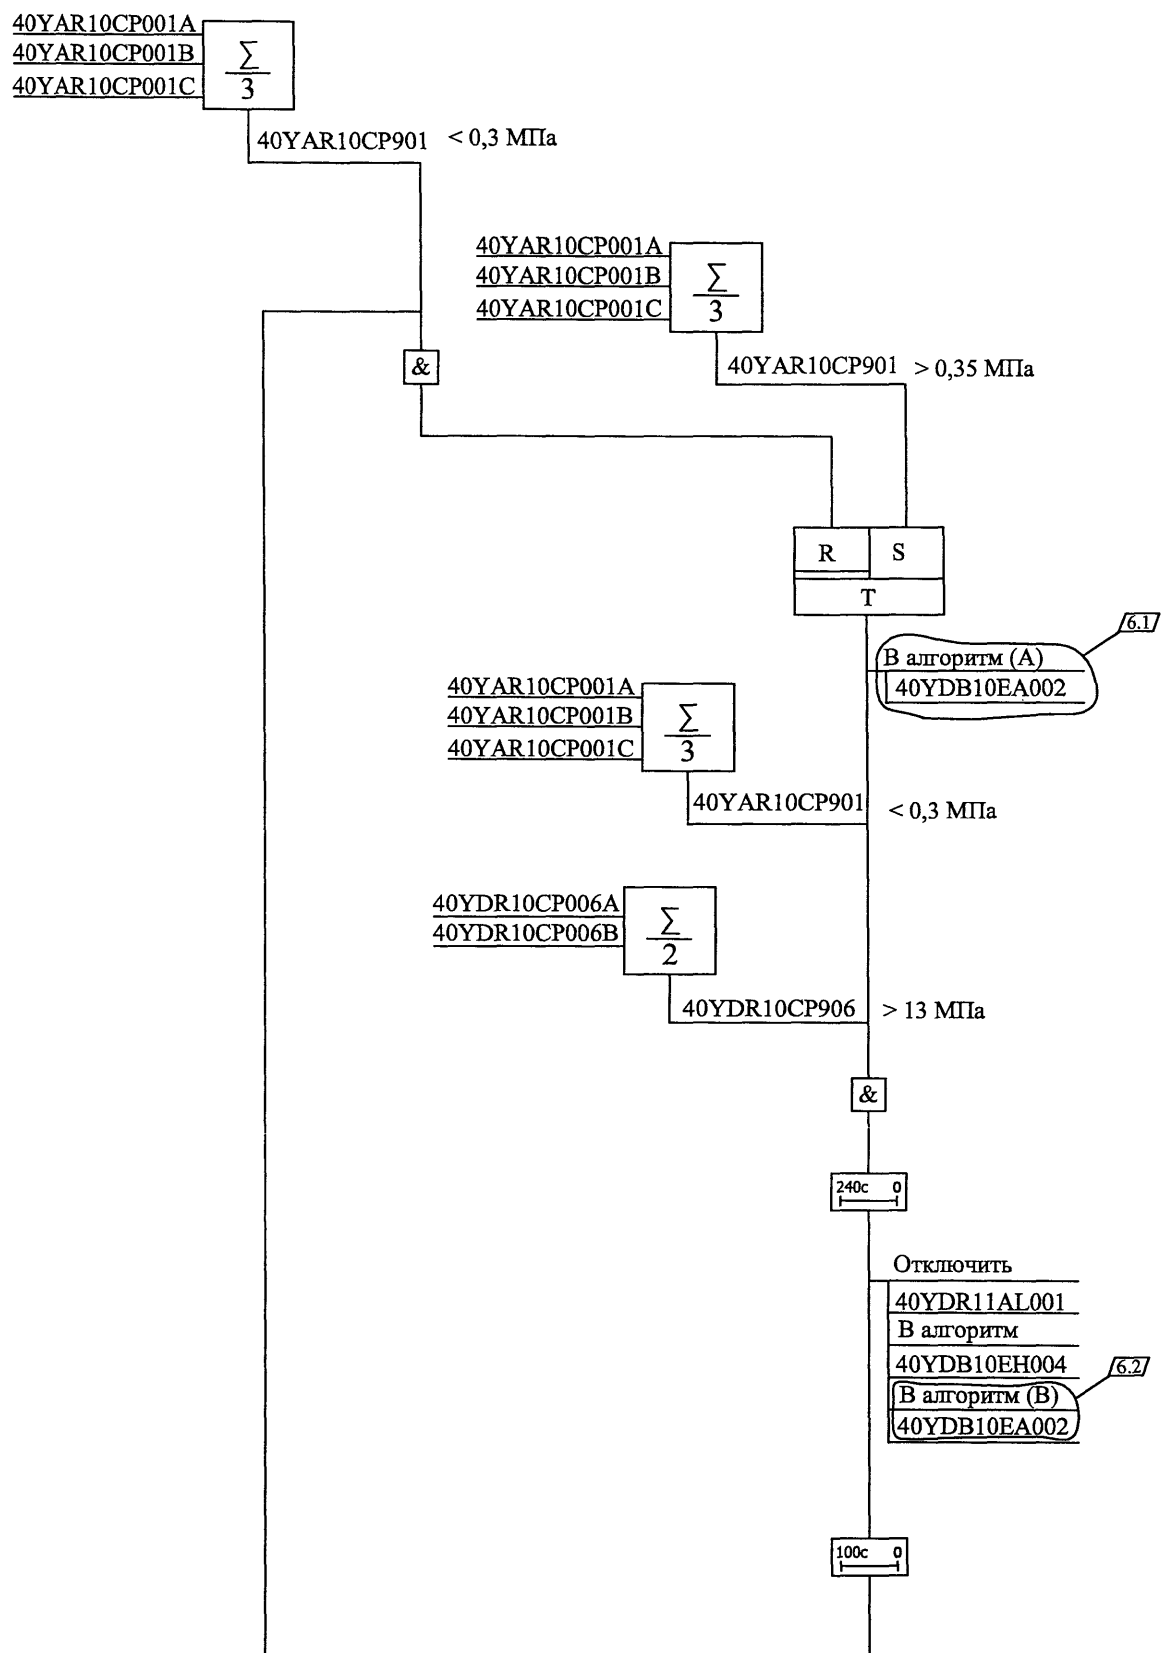 40YAR10CP001A
40YAR10CP001B
40YAR10CP001C
∑
3
40YAR10CP901 < 0,3 МПа
40YAR10CP001A
40YAR10CP001B
40YAR10CP001C
∑
3
40YAR10CP901 > 0,35 МПа
&
R S
T
6.1
В алгоритм (А)
40YDB10EA002
40YAR10CP001A
40YAR10CP001B
40YAR10CP001C
∑
3
40YAR10CP901 < 0,3 МПа
40YDR10CP006A
40YDR10CP006B
∑
2
40YDR10CP906 > 13 МПа
&
240с 0
Отключить
40YDR11AL001
В алгоритм
40YDB10EH004
6.2
В алгоритм (В)
40YDB10EA002
100с 0